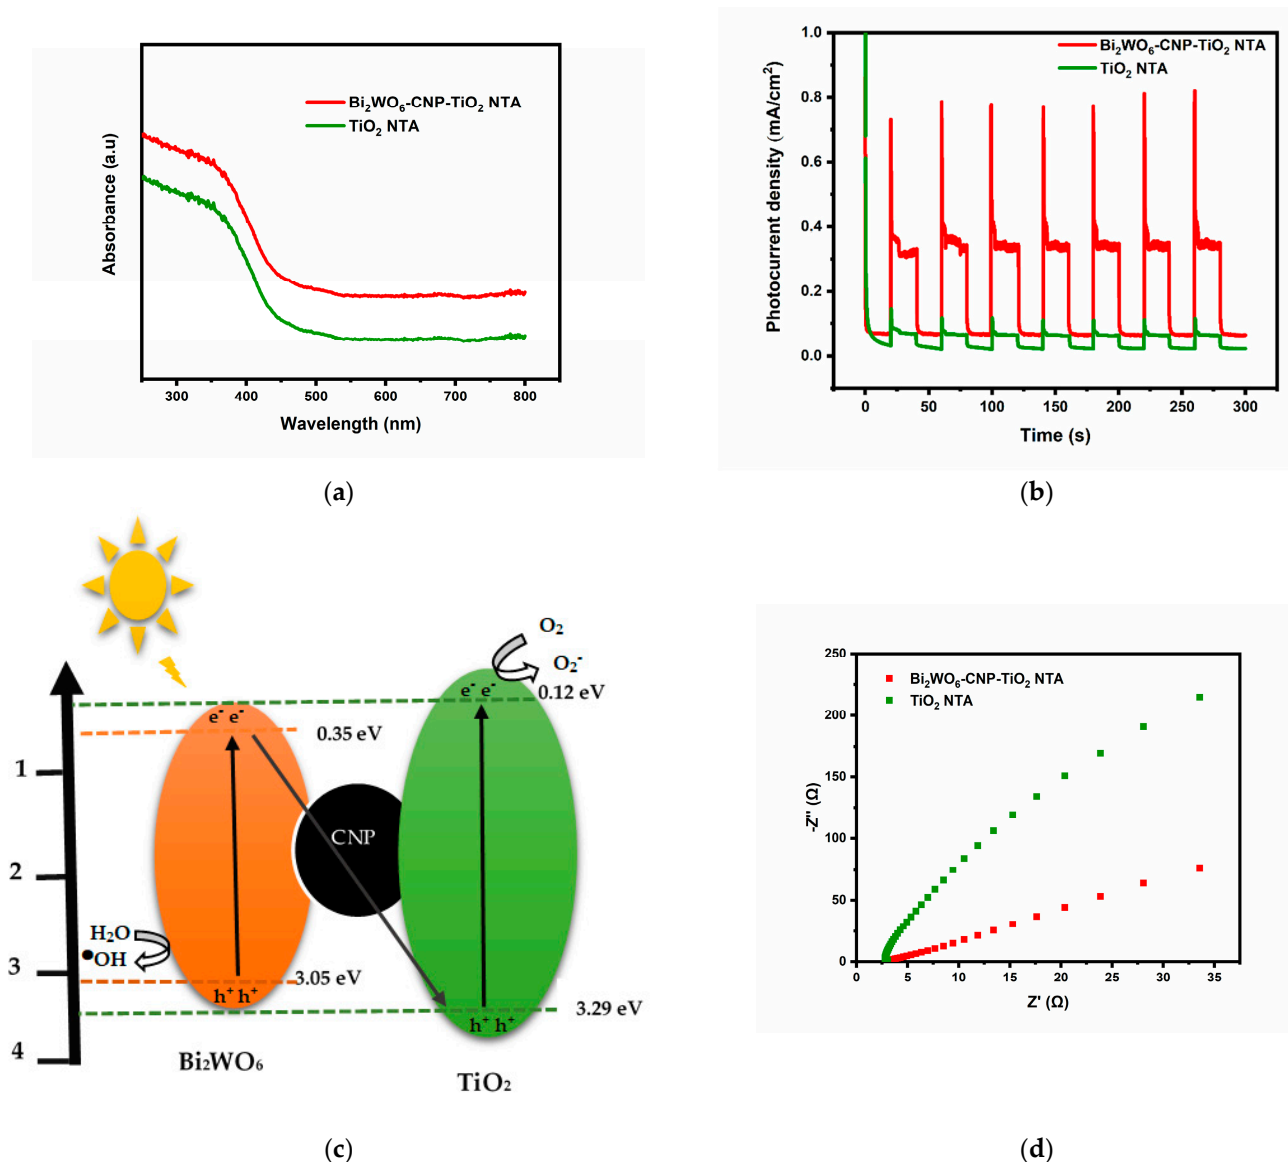 Bi₂WO₆-CNP-TiO₂ NTA
TiO₂ NTA
Absorbance (a.u)
300 400 500 600 700 800
Wavelength (nm)
(a)
Bi₂WO₆-CNP-TiO₂ NTA
TiO₂ NTA
Photocurrent density (mA/cm²)
1.0
0.8
0.6
0.4
0.2
0.0
0 50 100 150 200 250 300
Time (s)
(b)
O₂
O₂⁻
e⁻ e⁻
0.12 eV
e⁻ e⁻
0.35 eV
1
CNP
2
H₂O
●OH
3
3.05 eV
h⁺ h⁺
3.29 eV
h⁺ h⁺
4
Bi₂WO₆
TiO₂
(c)
250
200
150
100
50
0
Bi₂WO₆-CNP-TiO₂ NTA
TiO₂ NTA
-Z'' (Ω)
0 5 10 15 20 25 30 35
Z' (Ω)
(d)